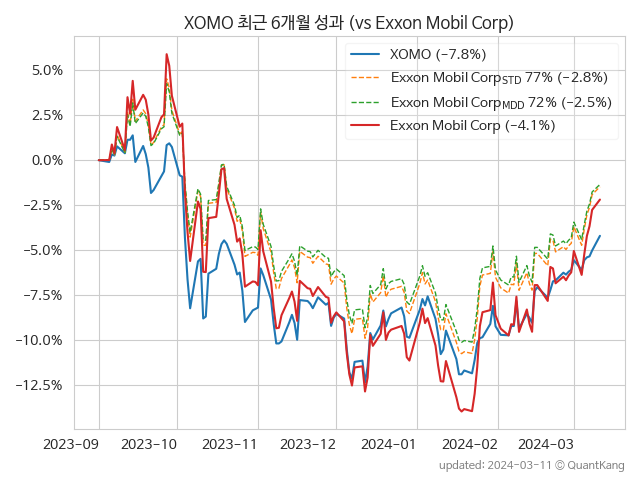 XOMO 최근 6개월 성과 (vs Exxon Mobil Corp)
XOMO (−7.8%)
Exxon Mobil Corp_STD 77% (−2.8%)
Exxon Mobil Corp_MDD 72% (−2.5%)
Exxon Mobil Corp (−4.1%)
5.0%
2.5%
0.0%
−2.5%
−5.0%
−7.5%
−10.0%
−12.5%
2023−09 2023−10 2023−11 2023−12 2024−01 2024−02 2024−03
updated: 2024−03−11 © QuantKang